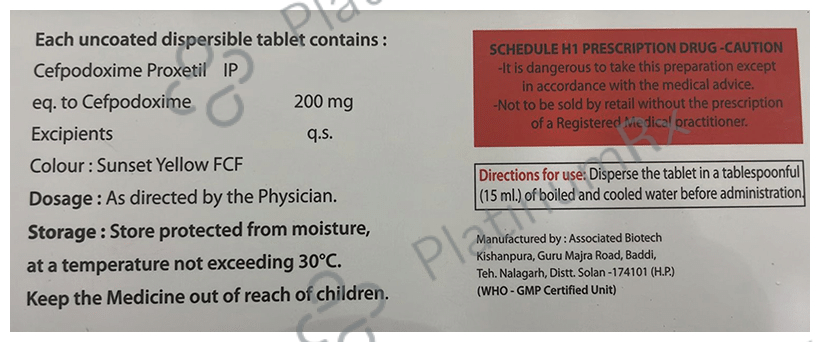 Each uncoated dispersible tablet contains :
Cefpodoxime Proxetil IP
eq. to Cefpodoxime 200 mg
Excipients q.s.
Colour : Sunset Yellow FCF
Dosage : As directed by the Physician.
Storage : Store protected from moisture,
at a temperature not exceeding 30°C.
Keep the Medicine out of reach of children.
SCHEDULE H1 PRESCRIPTION DRUG -CAUTION
-It is dangerous to take this preparation except
in accordance with the medical advice.
-Not to be sold by retail without the prescription
of a Registered Medical practitioner.
Directions for use: Disperse the tablet in a tablespoonful
(15 ml.) of boiled and cooled water before administration.
Manufactured by : Associated Biotech
Kishanpura, Guru Majra Road, Baddi,
Teh. Nalagarh, Distt. Solan -174101 (H.P.)
(WHO - GMP Certified Unit)
PlatinumRx
PlatinumRx